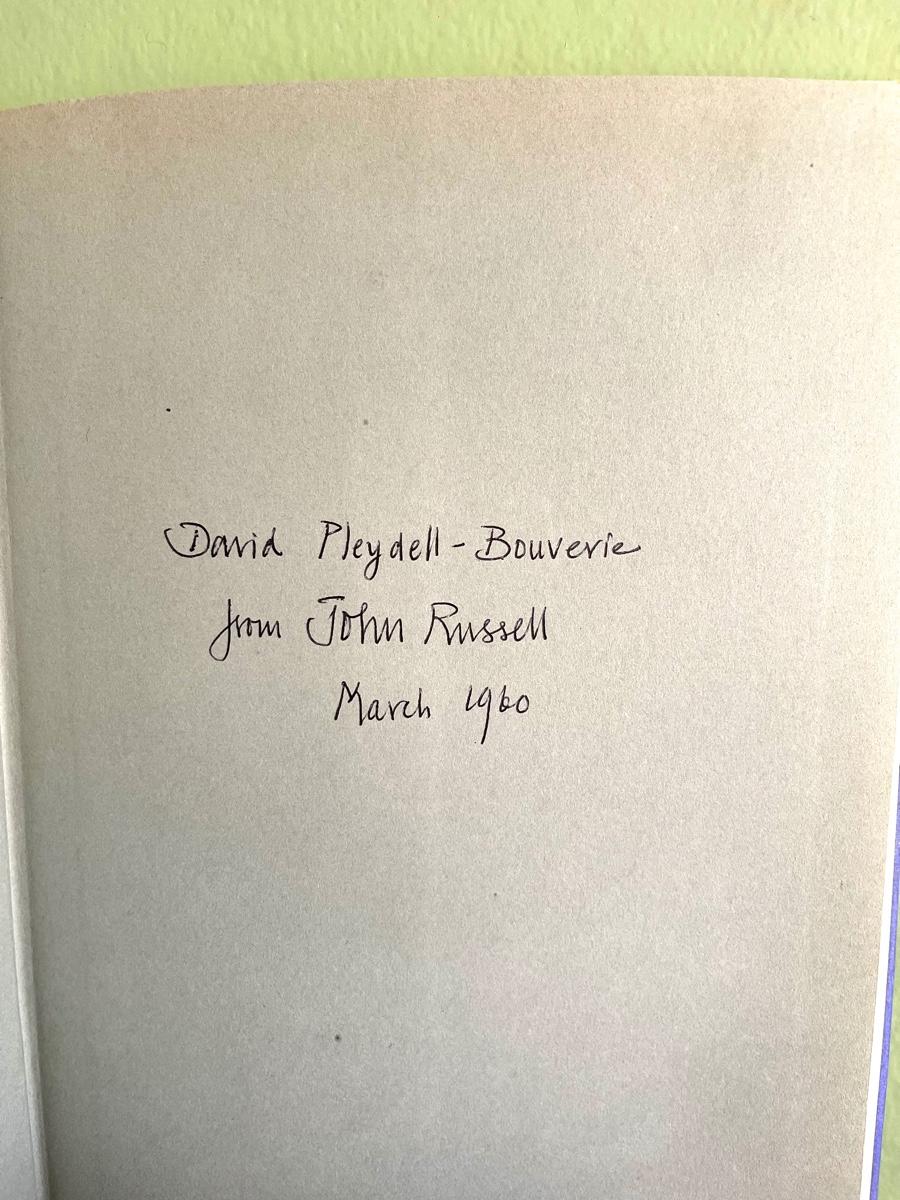 David Pleydell-Bouverie
from John Russell
March 1960